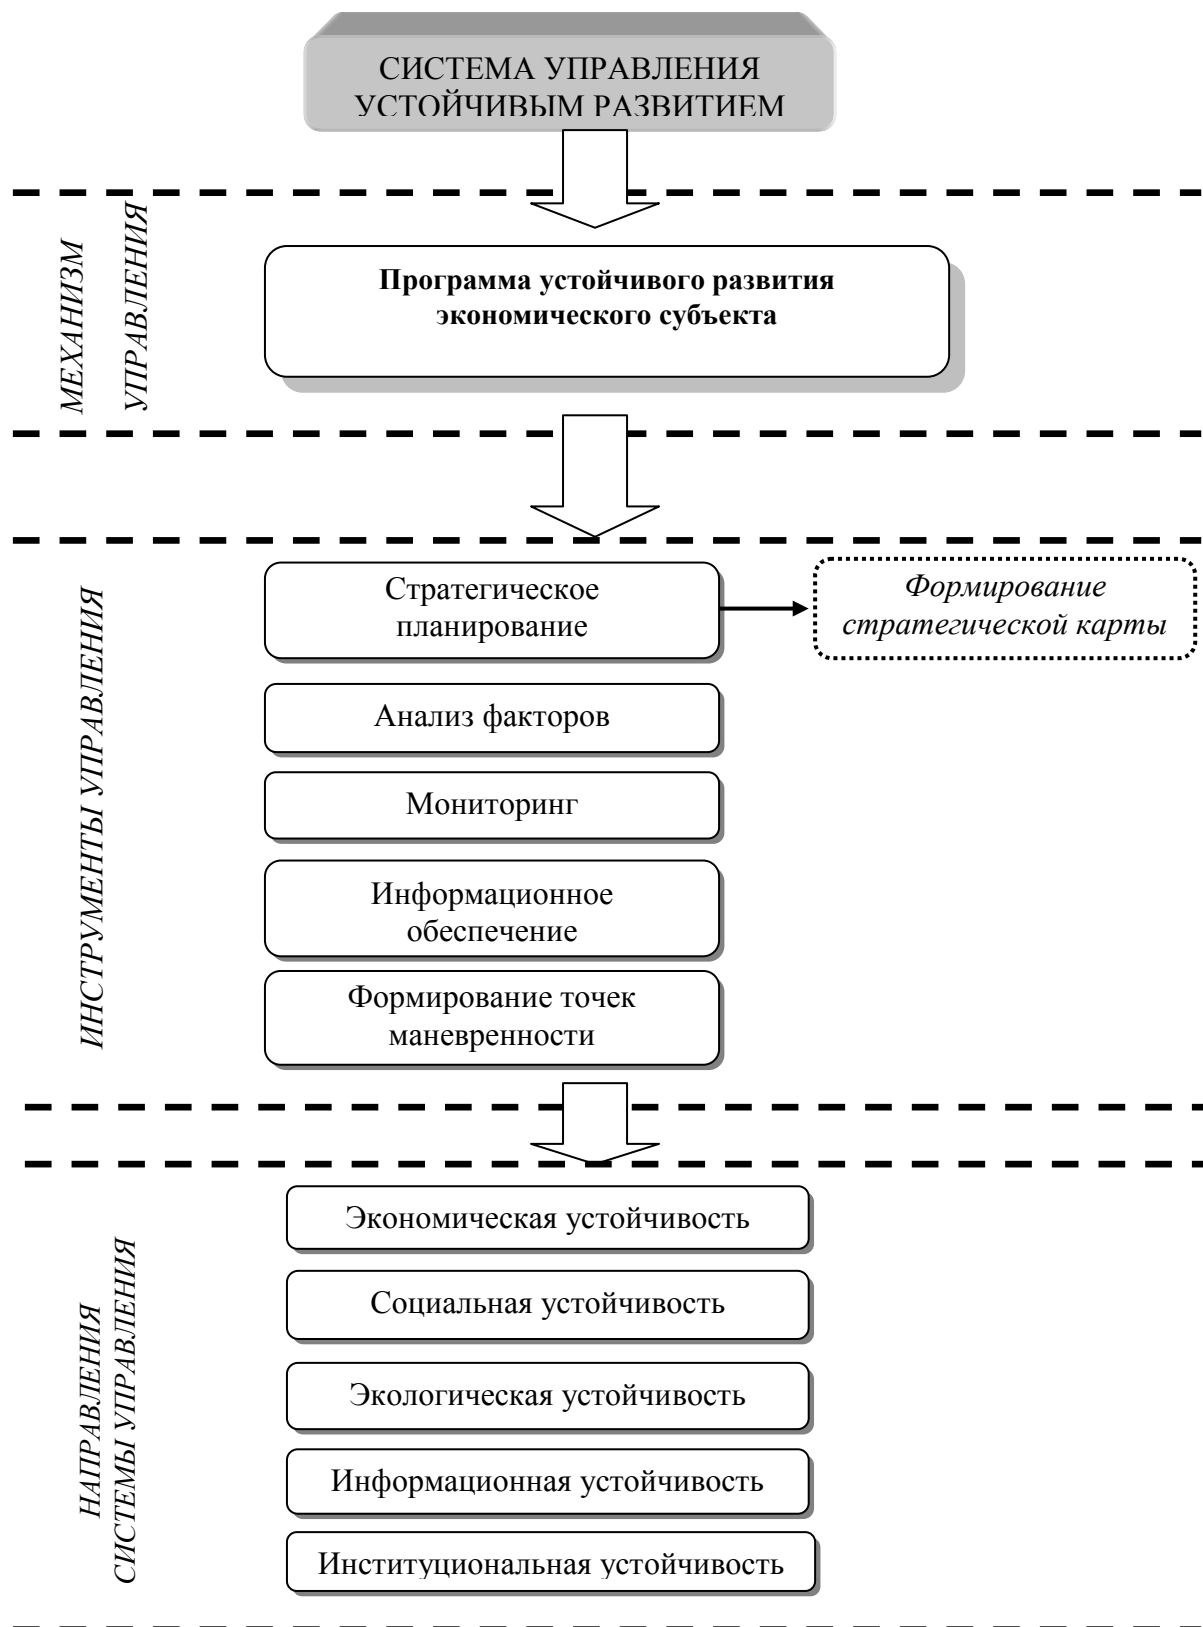 СИСТЕМА УПРАВЛЕНИЯ
УСТОЙЧИВЫМ РАЗВИТИЕМ
МЕХАНИЗМ
УПРАВЛЕНИЯ
Программа устойчивого развития
экономического субъекта
ИНСТРУМЕНТЫ УПРАВЛЕНИЯ
Стратегическое
планирование
Формирование
стратегической карты
Анализ факторов
Мониторинг
Информационное
обеспечение
Формирование точек
маневренности
НАПРАВЛЕНИЯ
СИСТЕМЫ УПРАВЛЕНИЯ
Экономическая устойчивость
Социальная устойчивость
Экологическая устойчивость
Информационная устойчивость
Институциональная устойчивость